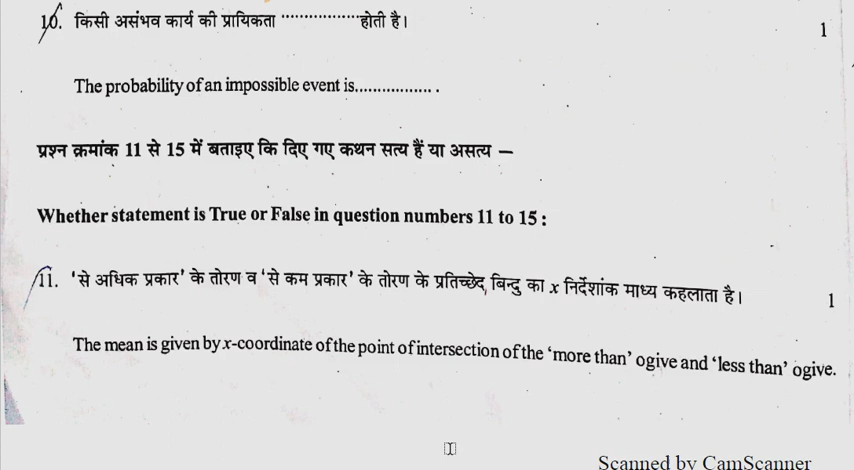 10. किसी असंभव कार्य की प्रायिकता ..................होती है।
1
The probability of an impossible event is.................. .
प्रश्न क्रमांक 11 से 15 में बताइए कि दिए गए कथन सत्य हैं या असत्य –
Whether statement is True or False in question numbers 11 to 15 :
11. 'से अधिक प्रकार' के तोरण व 'से कम प्रकार' के तोरण के प्रतिच्छेद बिन्दु का x निर्देशांक माध्य कहलाता है।
1
The mean is given by x-coordinate of the point of intersection of the 'more than' ogive and 'less than' ogive.
Scanned by CamScanner